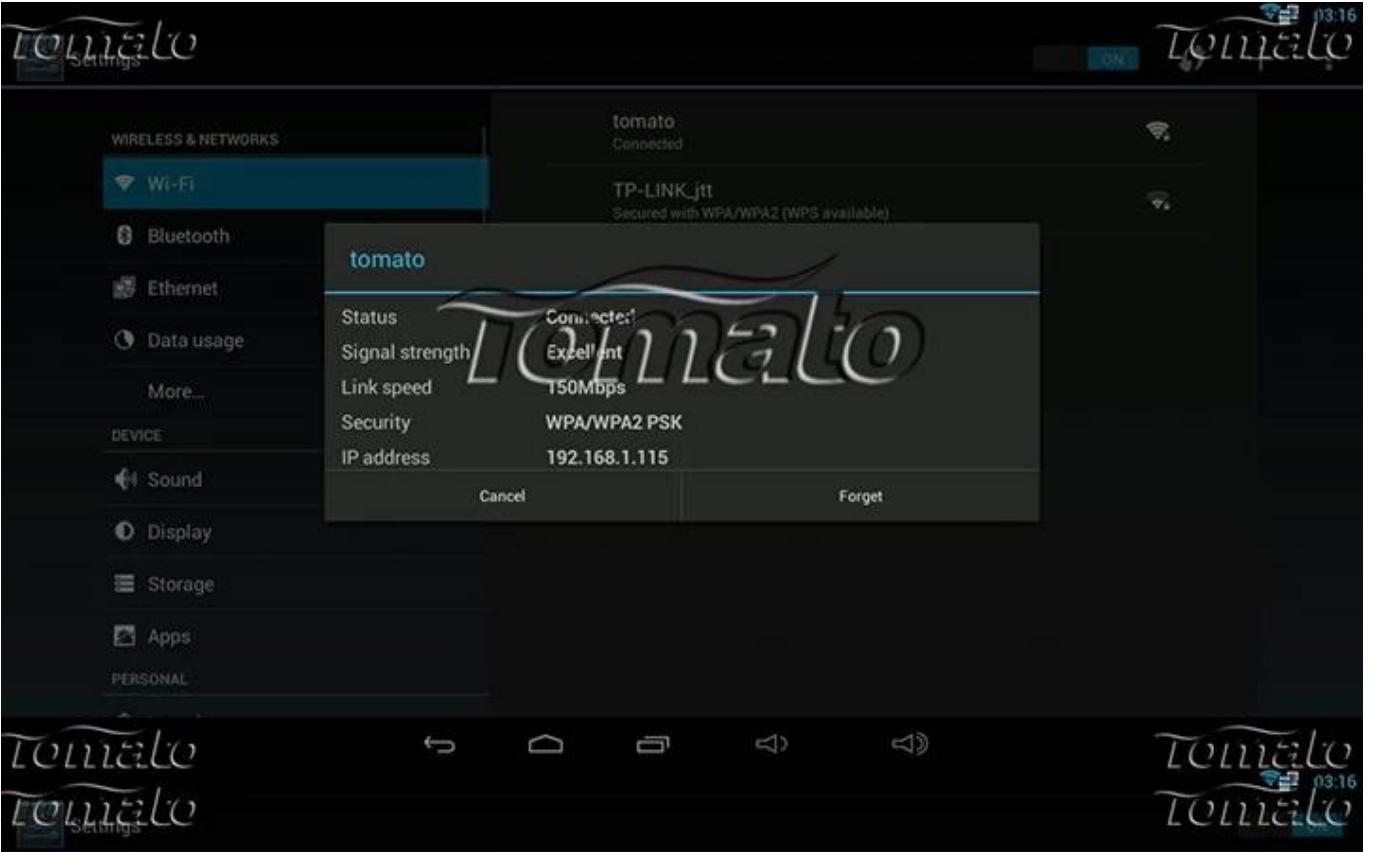 03:16
Tomato
Tomato
Settings
ON
WIRELESS & NETWORKS
tomato
Connected
Wi-Fi
TP-LINK_jtt
Secured with WPA/WPA2 (WPS available)
Bluetooth
tomato
Ethernet
Status Connected
Tomato
Data usage
Signal strength Excellent
Link speed 150Mbps
More...
Security WPA/WPA2 PSK
DEVICE
IP address 192.168.1.115
Sound
Cancel
Forget
Display
Storage
Apps
PERSONAL
Tomato
Tomato
03:16
Tomato
Tomato
Settings
ON